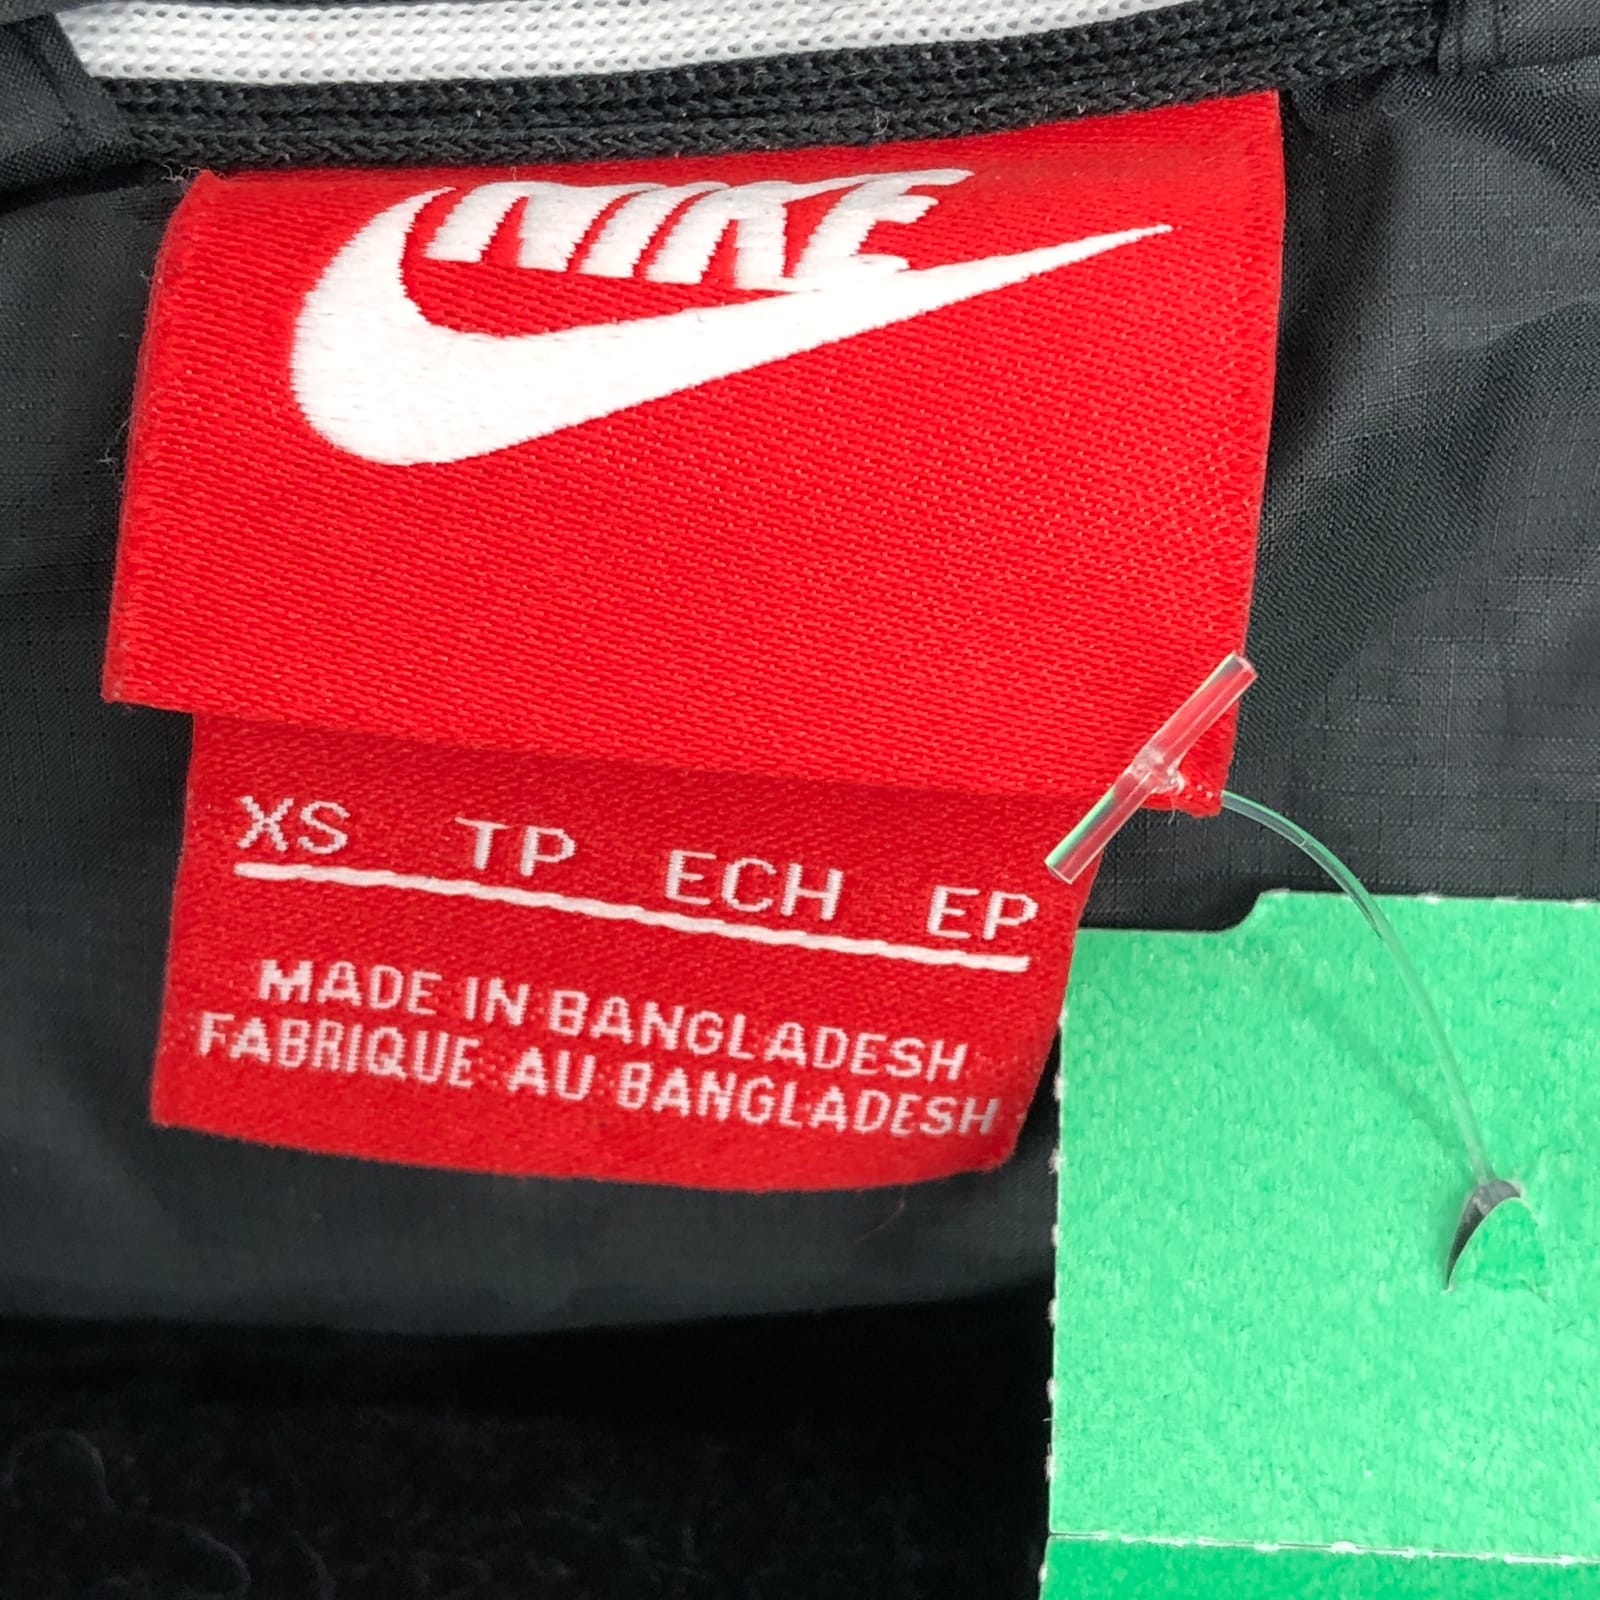 NIKE
XS TP ECH EP
MADE IN BANGLADESH
FABRIQUE AU BANGLADESH